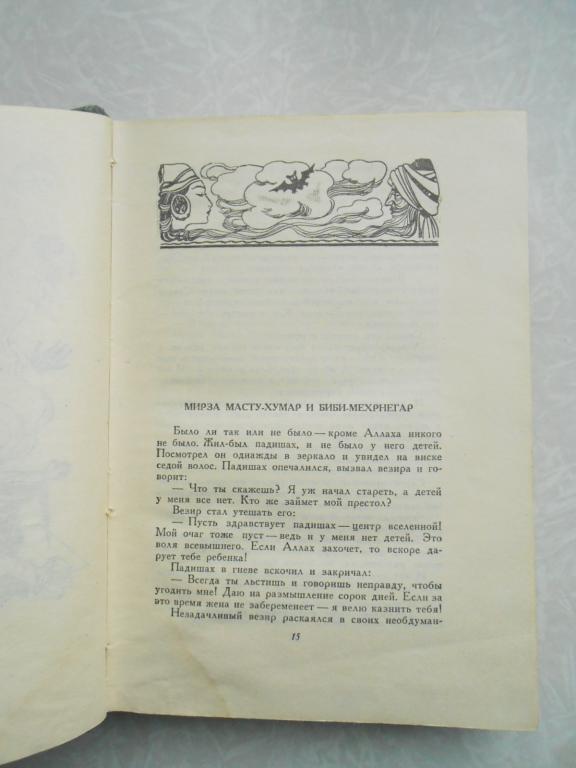 МИРЗА МАСТУ-ХУМАР И БИБИ-МЕХРНЕГАР
Было ли так или не было — кроме Аллаха никого
не было. Жил-был падишах, и не было у него детей.
Посмотрел он однажды в зеркало и увидел на виске
седой волос. Падишах опечалился, вызвал везира и го-
ворит:
— Что ты скажешь? Я уж начал стареть, а детей
у меня все нет. Кто же займет мой престол?
Везир стал утешать его:
— Пусть здравствует падишах — центр вселенной!
Мой очаг тоже пуст — ведь и у меня нет детей. Это
воля всевышнего. Если Аллах захочет, то вскоре да-
рует тебе ребенка!
Падишах в гневе вскочил и закричал:
— Всегда ты льстишь и говоришь неправду, чтобы
угодить мне! Даю на размышление сорок дней. Если за
это время жена не забеременеет — я велю казнить тебя!
Незадачливый везир раскаялся в своих необдуман-
15